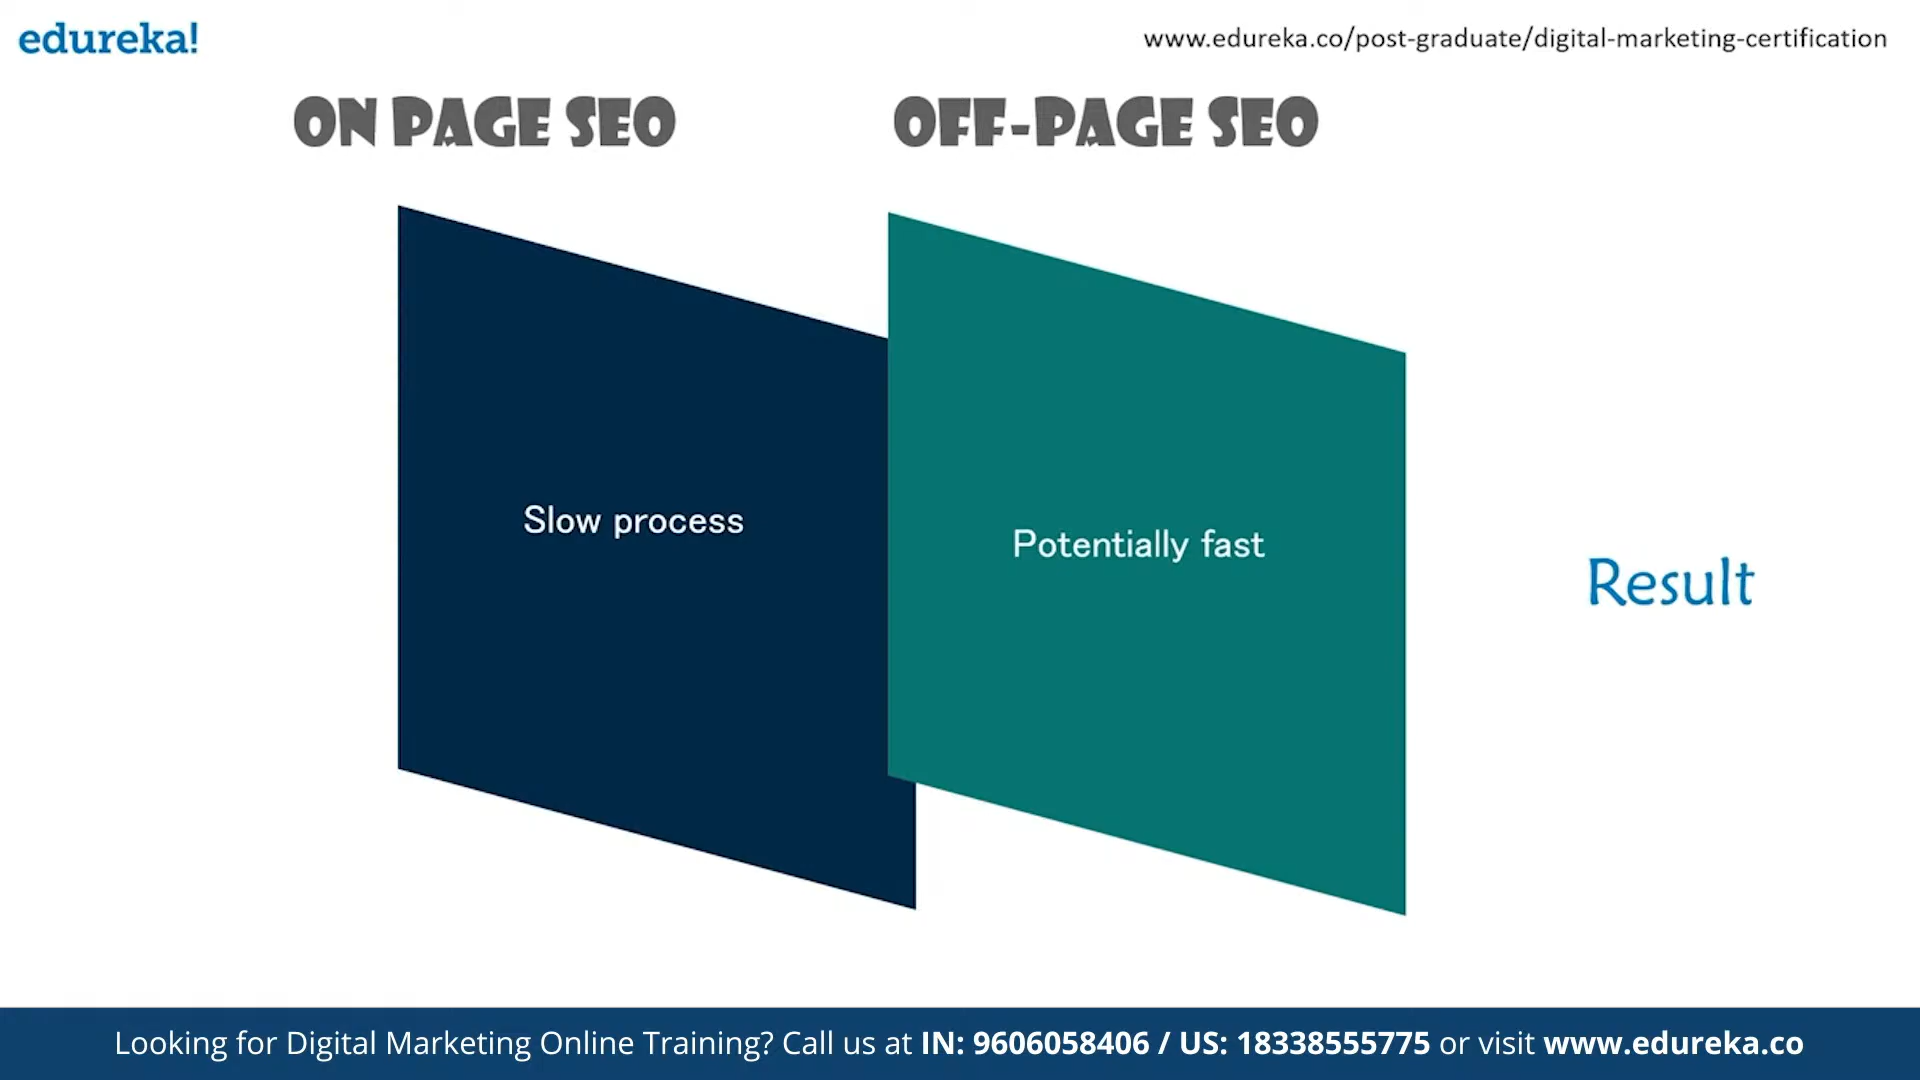 edureka!
www.edureka.co/post-graduate/digital-marketing-certification
ON PAGE SEO
OFF-PAGE SEO
Slow process
Potentially fast
Result
Looking for Digital Marketing Online Training? Call us at IN: 9606058406 / US: 18338555775 or visit www.edureka.co